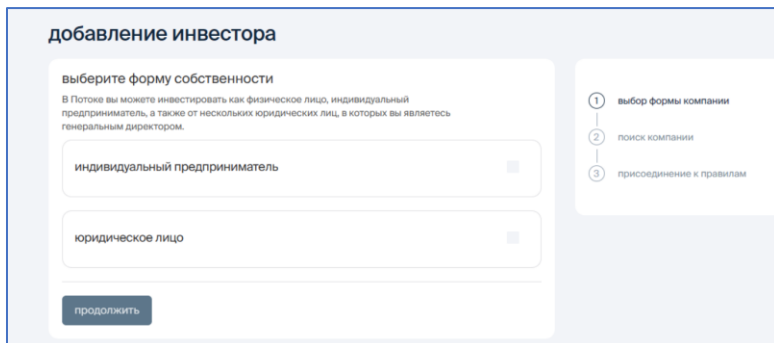 добавление инвестора
выберите форму собственности
В Потоке вы можете инвестировать как физическое лицо, индивидуальный
предприниматель, а также от нескольких юридических лиц, в которых вы являетесь
генеральным директором.
индивидуальный предприниматель
юридическое лицо
продолжить
1 выбор формы компании
2 поиск компании
3 присоединение к правилам